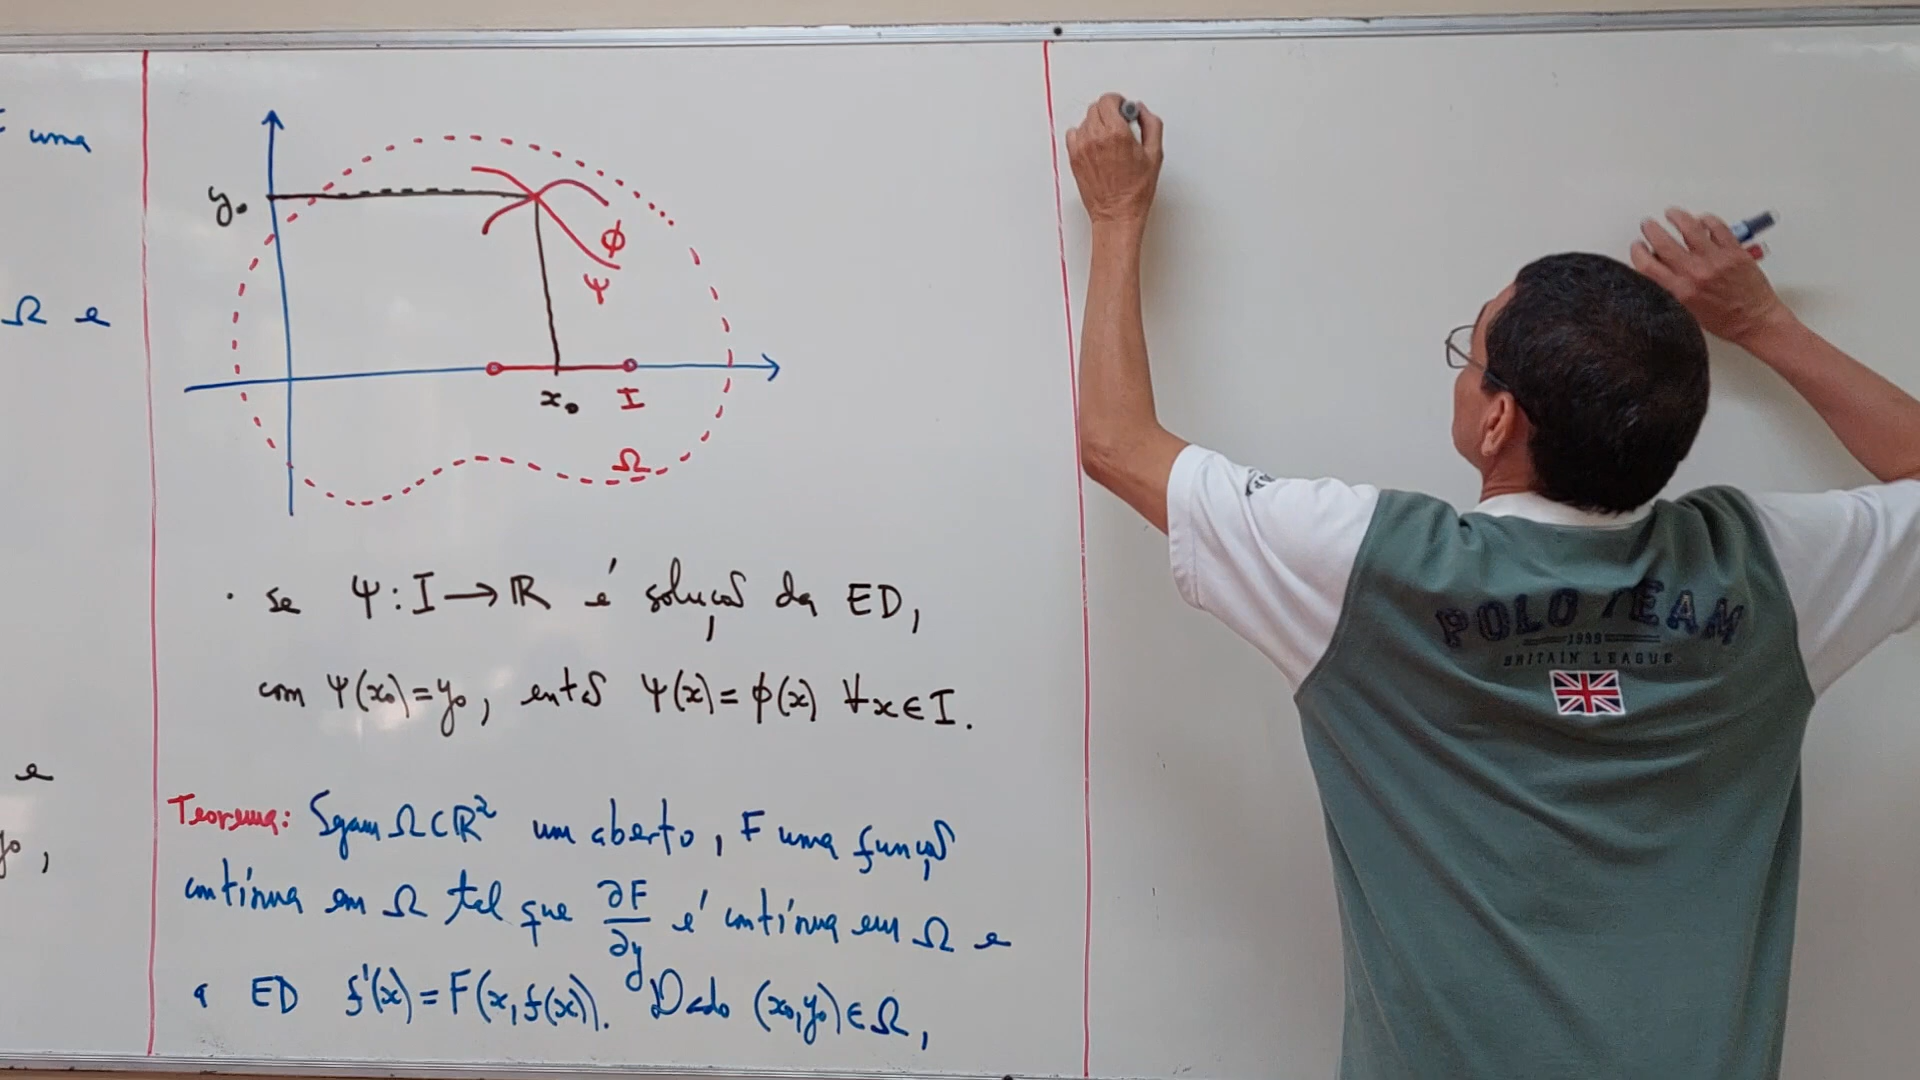 uma
Ω e
e
y₀,
y₀
ϕ
Ψ
x₀ I
Ω
· se Ψ: I → ℝ é solução da ED,
com Ψ(x₀)=y₀, então Ψ(x)=ϕ(x) ∀x∈I.
Teorema: Sejam Ω⊂ℝ² um aberto, F uma função
contínua em Ω tal que ∂F/∂y é contínua em Ω e
a ED f'(x)=F(x,f(x)). Dado (x₀,y₀)∈Ω,
POLO TEAM
1999
BRITAIN LEAGUE